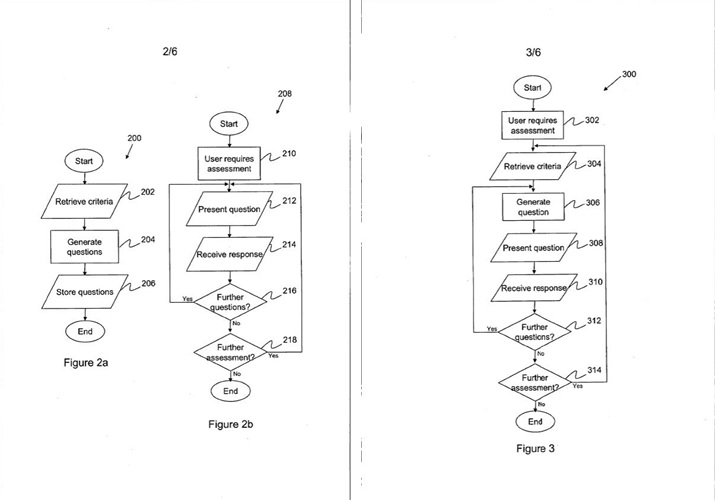 2/6
200
Start
Retrieve criteria
202
Generate
questions
204
Store questions
206
End
Figure 2a
208
Start
User requires
assessment
210
Present question
212
Receive response
214
Further
questions?
216
Yes
No
Further
assessment?
218
Yes
No
End
Figure 2b
3/6
300
Start
User requires
assessment
302
Retrieve criteria
304
Generate
question
306
Present question
308
Receive response
310
Further
questions?
312
Yes
No
Further
assessment?
314
Yes
No
End
Figure 3